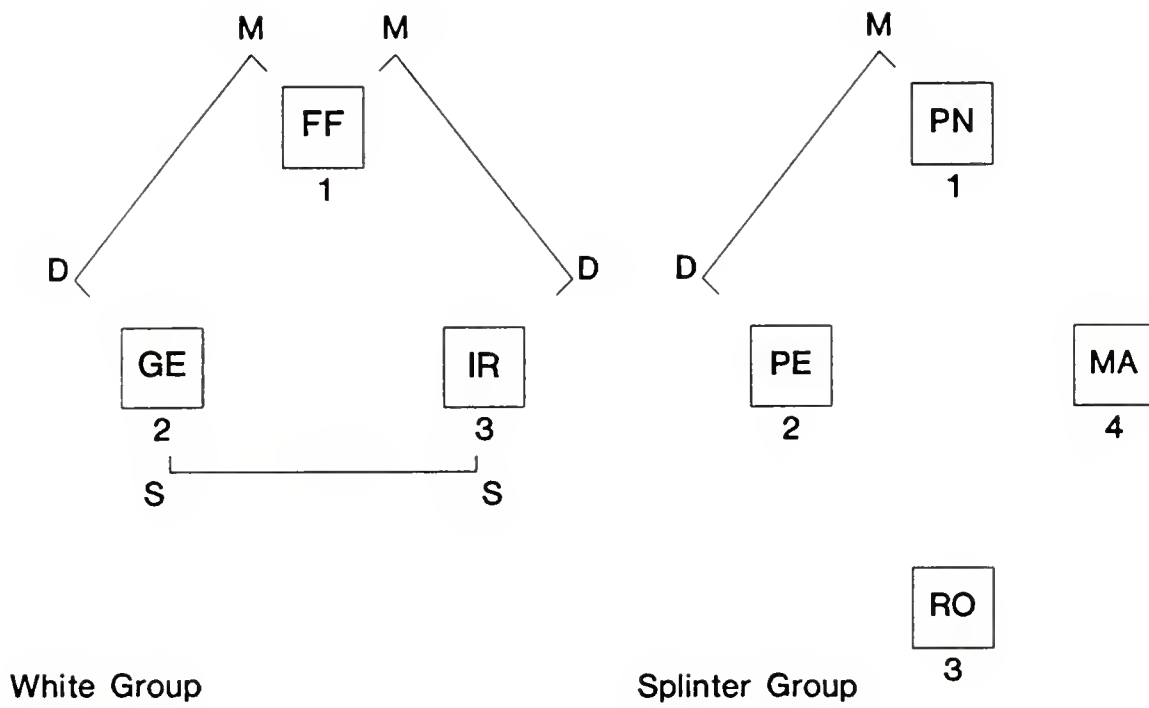 M M M
FF PN
1 1
D D D
GE IR PE MA
2 3 2 4
S S
RO
3
White Group Splinter Group